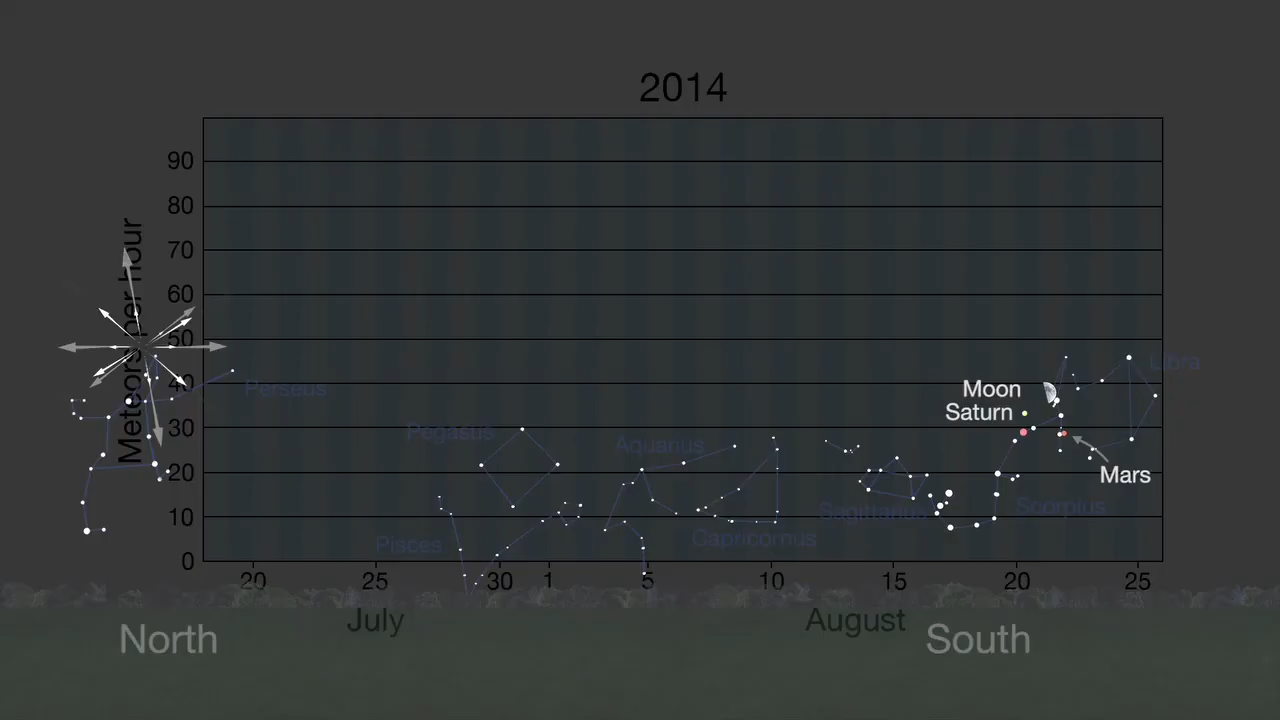 2014
90
80
70
60
50
40
30
20
10
0
Meteors per hour
20 25 30 1 5 10 15 20 25
July August
Perseus
Pegasus
Pisces
Aquarius
Capricornus
Sagittarius
Scorpius
Libra
Moon
Saturn
Mars
North
South